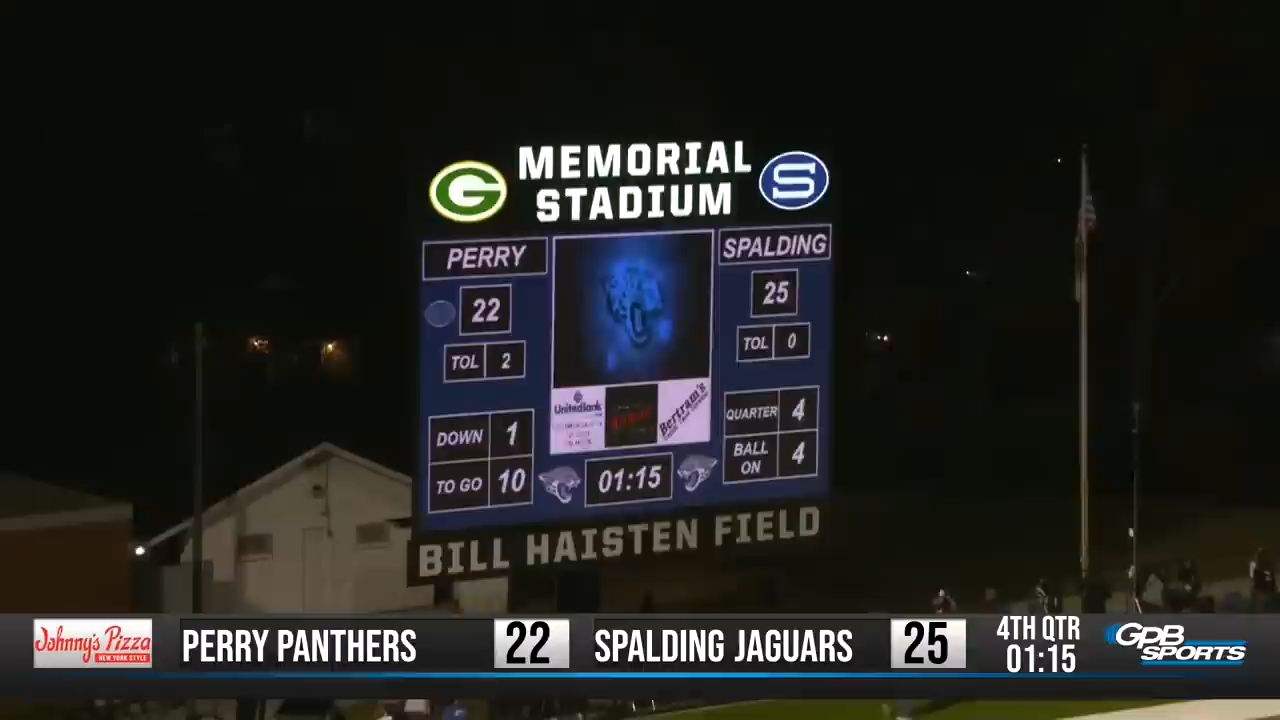 G
MEMORIAL
STADIUM
S
PERRY
SPALDING
22
25
TOL 2
TOL 0
DOWN 1
QUARTER 4
TO GO 10
BALL ON 4
01:15
UnitedBank
Bertram's
BILL HAISTEN FIELD
Johnny's Pizza
NEW YORK STYLE
PERRY PANTHERS 22 SPALDING JAGUARS 25
4TH QTR
01:15
GPB
SPORTS